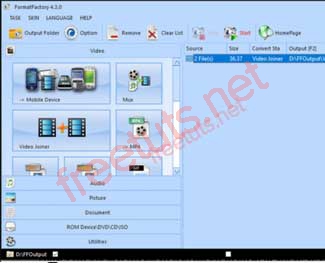 FormatFactory 4.3.0
TASK SKIN LANGUAGE HELP
Output Folder Option Remove Clear List Start HomePage
Video
Source Size Convert Sta Output [F2]
2 File(s) 36.37 Video Joiner D:\FFOutput
-> Mobile Device
Mux
Video Joiner
-> MP4
freetuts.net
freetuts.net
Audio
Picture
Document
ROM Device\DVD\CD\ISO
Utilities
D:\FFOutput